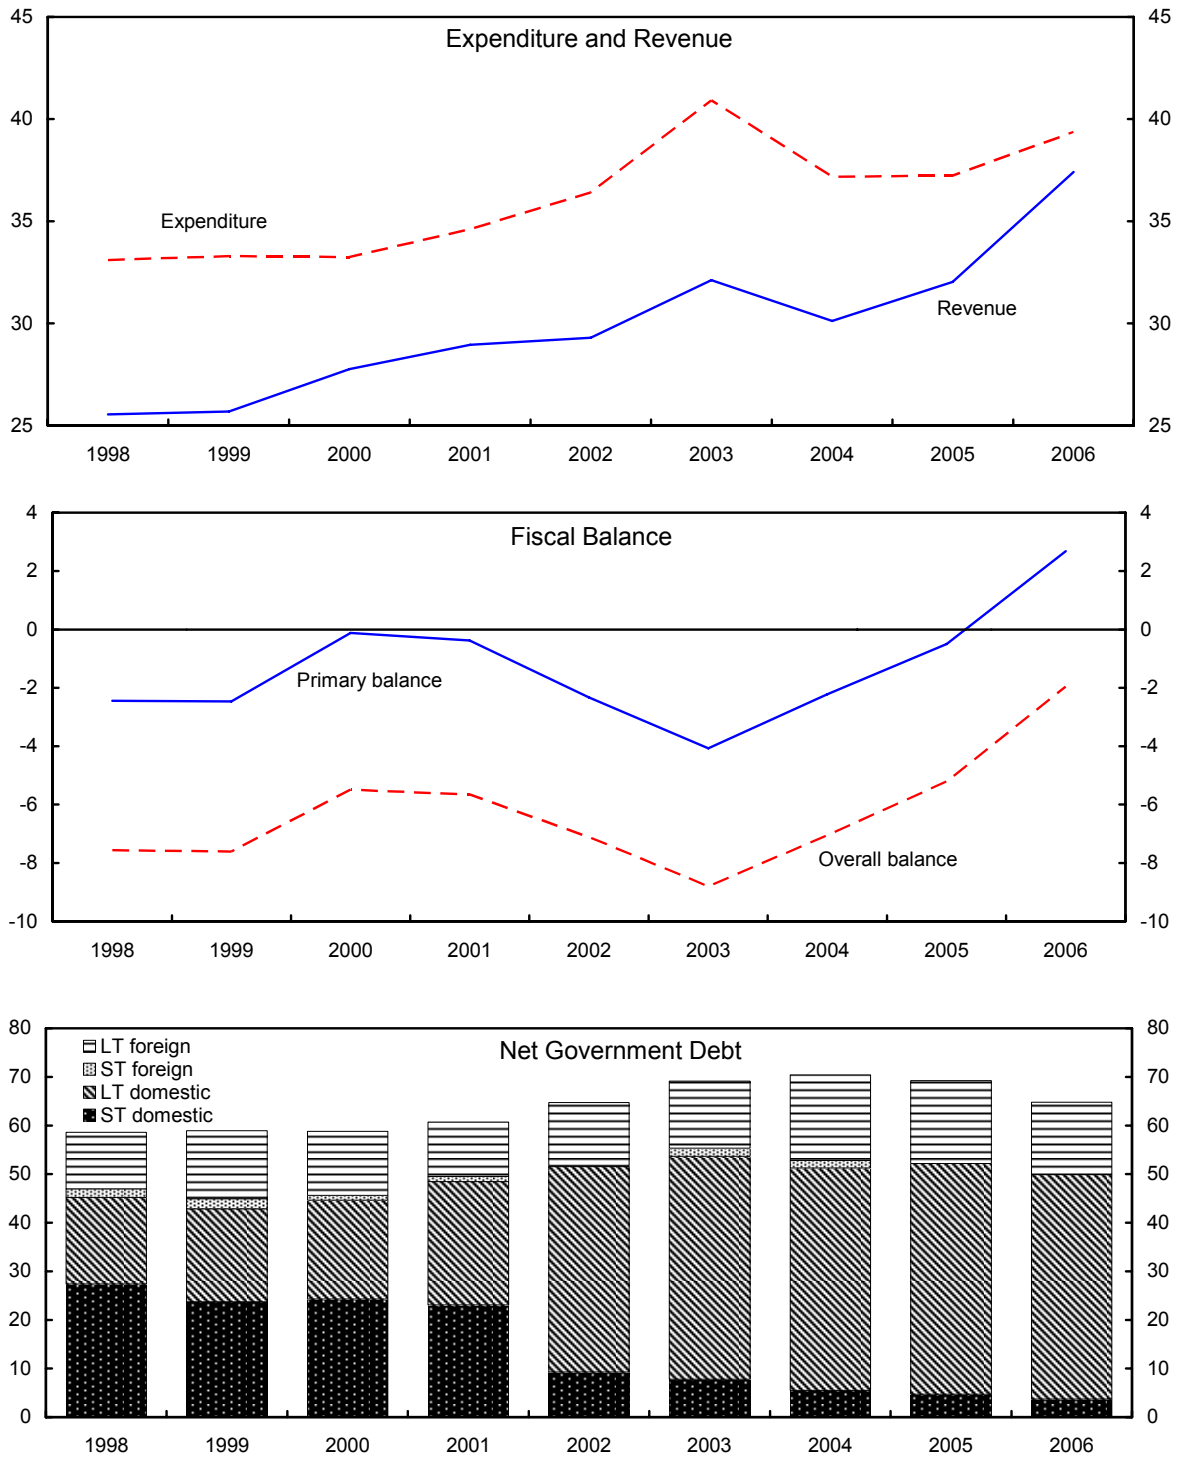 45 45
Expenditure and Revenue
40 40
Expenditure
35 35
Revenue
30 30
25 25
1998 1999 2000 2001 2002 2003 2004 2005 2006
4 4
Fiscal Balance
2 2
0 0
Primary balance
-2 -2
-4 -4
-6 -6
Overall balance
-8 -8
-10 -10
1998 1999 2000 2001 2002 2003 2004 2005 2006
80 80
LT foreign
Net Government Debt
ST foreign
70 70
LT domestic
ST domestic
60 60
50 50
40 40
30 30
20 20
10 10
0 0
1998 1999 2000 2001 2002 2003 2004 2005 2006